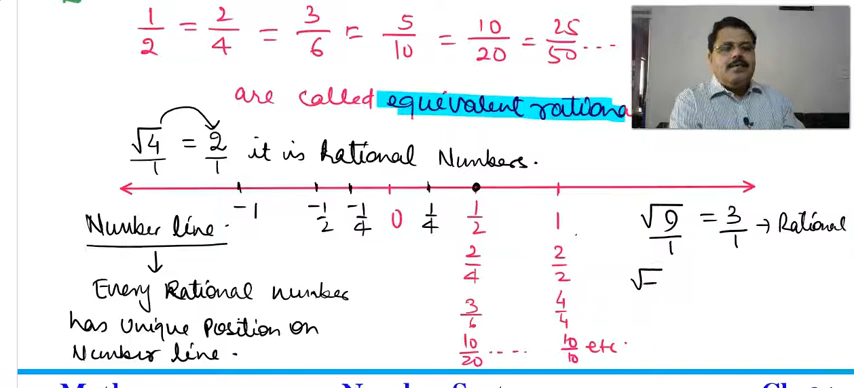 1/2 = 2/4 = 3/6 = 5/10 = 10/20 = 25/50 ...
are called equivalent rationa
√4/1 = 2/1 it is Rational Numbers.
-1 -1/2 -1/4 0 1/4 1/2 1
2/4 2/2
3/6 4/4
10/20 .... 10/10 etc.
Number line.
↓
Every Rational number
has unique position on
Number line.
√9/1 = 3/1 → Rational
√=